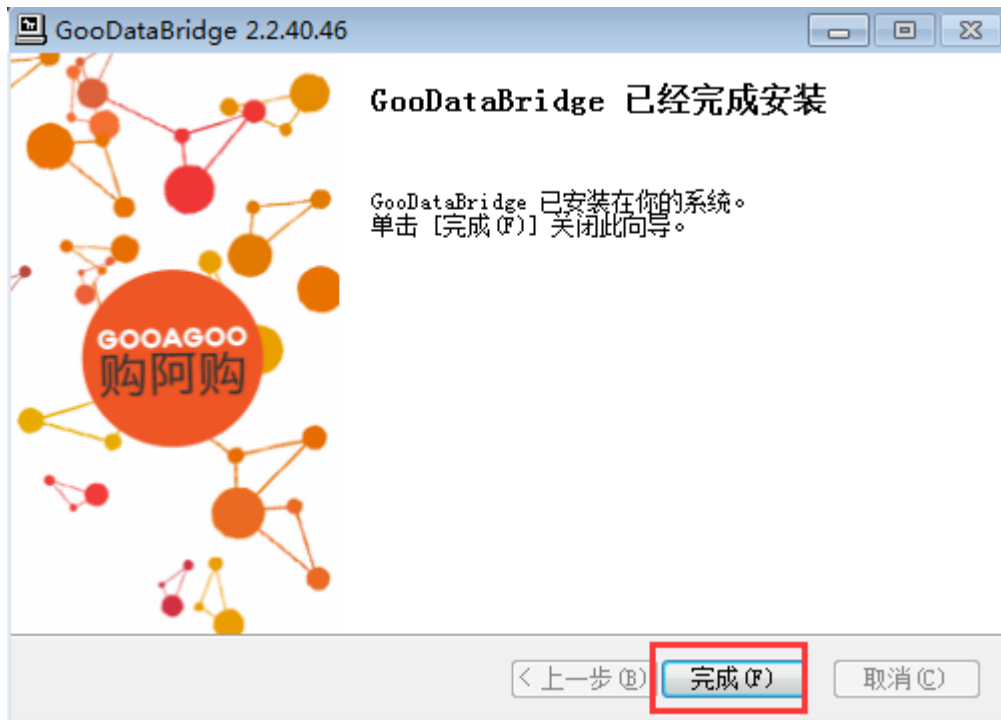 GooDataBridge 2.2.40.46
GooDataBridge 已经完成安装
GooDataBridge 已安装在你的系统。
单击 [完成(F)] 关闭此向导。
GOOAGOO
购阿购
< 上一步(B)
完成(F)
取消(C)